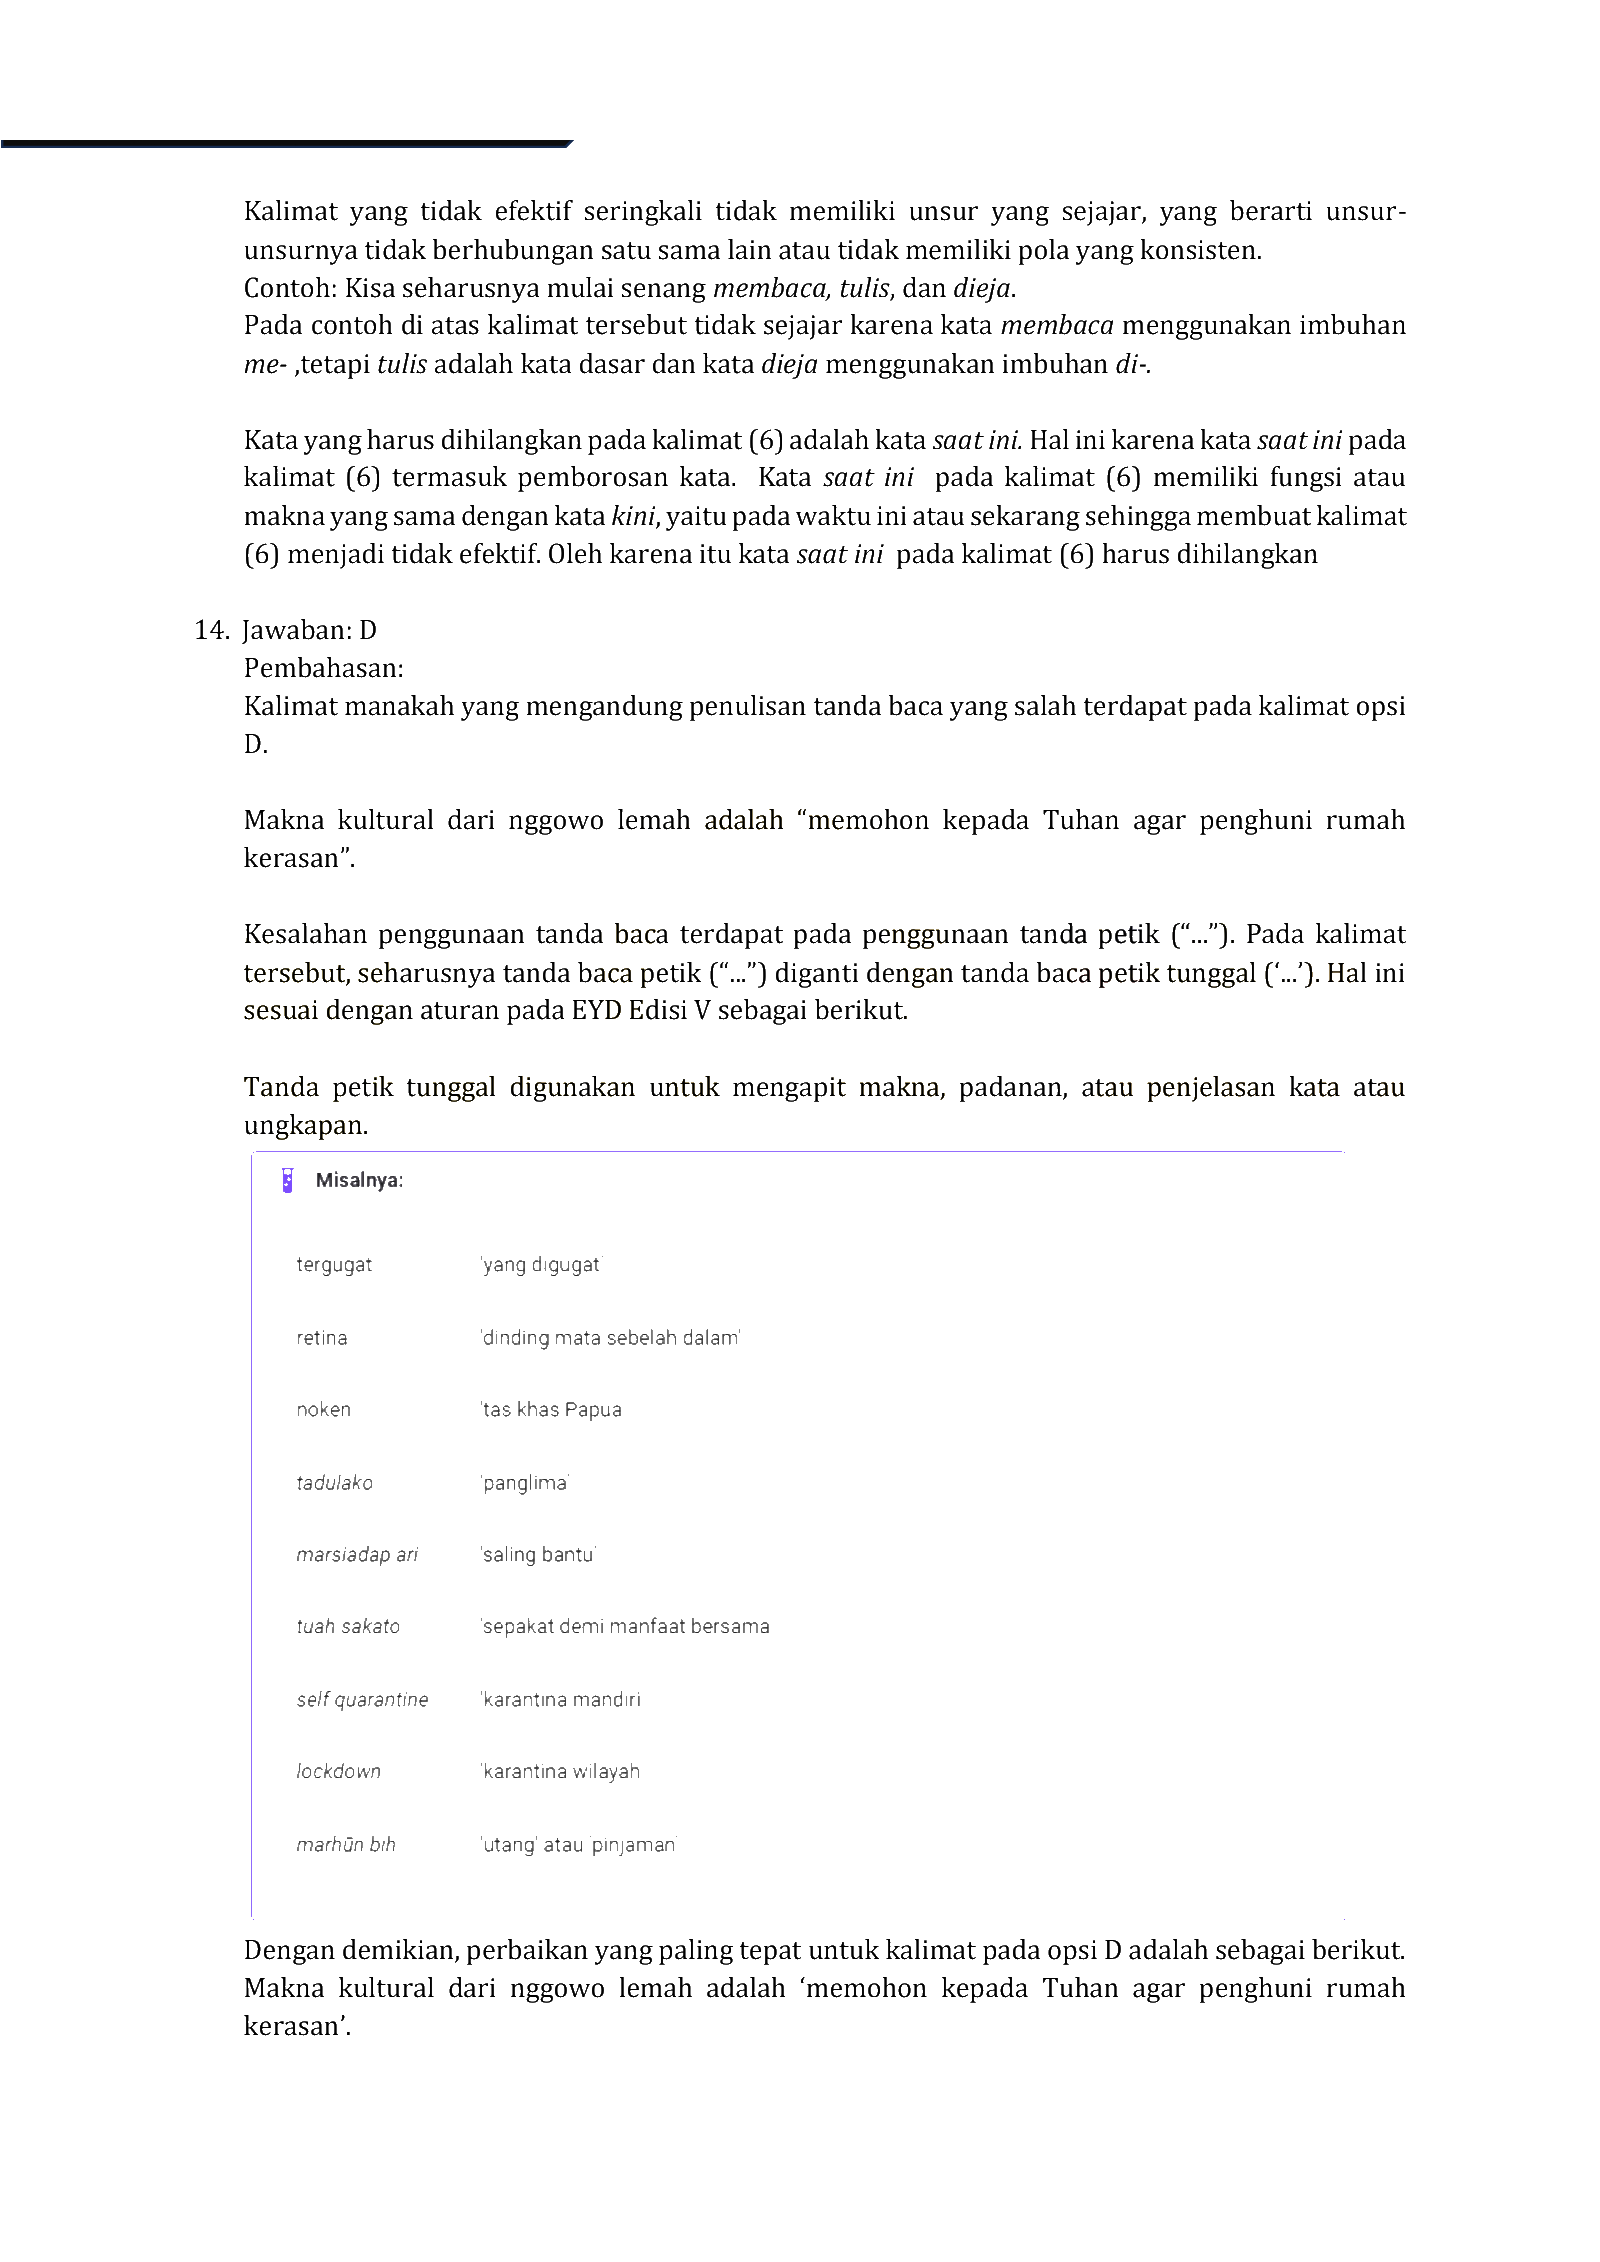 Kalimat yang tidak efektif seringkali tidak memiliki unsur yang sejajar, yang berarti unsur-
unsurnya tidak berhubungan satu sama lain atau tidak memiliki pola yang konsisten.
Contoh: Kisa seharusnya mulai senang membaca, tulis, dan dieja.
Pada contoh di atas kalimat tersebut tidak sejajar karena kata membaca menggunakan imbuhan
me- ,tetapi tulis adalah kata dasar dan kata dieja menggunakan imbuhan di-.
Kata yang harus dihilangkan pada kalimat (6) adalah kata saat ini. Hal ini karena kata saat ini pada
kalimat (6) termasuk pemborosan kata. Kata saat ini pada kalimat (6) memiliki fungsi atau
makna yang sama dengan kata kini, yaitu pada waktu ini atau sekarang sehingga membuat kalimat
(6) menjadi tidak efektif. Oleh karena itu kata saat ini pada kalimat (6) harus dihilangkan
14. Jawaban: D
Pembahasan:
Kalimat manakah yang mengandung penulisan tanda baca yang salah terdapat pada kalimat opsi
D.
Makna kultural dari nggowo lemah adalah “memohon kepada Tuhan agar penghuni rumah
kerasan”.
Kesalahan penggunaan tanda baca terdapat pada penggunaan tanda petik (“...”). Pada kalimat
tersebut, seharusnya tanda baca petik (“...”) diganti dengan tanda baca petik tunggal (‘...’). Hal ini
sesuai dengan aturan pada EYD Edisi V sebagai berikut.
Tanda petik tunggal digunakan untuk mengapit makna, padanan, atau penjelasan kata atau
ungkapan.
Misalnya:
tergugat 'yang digugat'
retina 'dinding mata sebelah dalam'
noken 'tas khas Papua
tadulako 'panglima'
marsiadap ari 'saling bantu'
tuah sakato 'sepakat demi manfaat bersama
self quarantine 'karantina mandiri
lockdown 'karantina wilayah
marhūn bih 'utang' atau 'pinjaman'
Dengan demikian, perbaikan yang paling tepat untuk kalimat pada opsi D adalah sebagai berikut.
Makna kultural dari nggowo lemah adalah ‘memohon kepada Tuhan agar penghuni rumah
kerasan’.